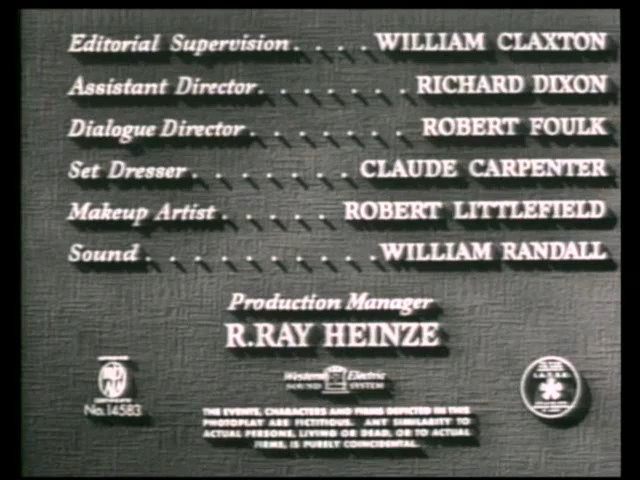 Editorial Supervision. . . . WILLIAM CLAXTON
Assistant Director. . . . . . . RICHARD DIXON
Dialogue Director. . . . . . . ROBERT FOULK
Set Dresser. . . . . . . CLAUDE CARPENTER
Makeup Artist. . . . . ROBERT LITTLEFIELD
Sound. . . . . . . . . . WILLIAM RANDALL
Production Manager
R.RAY HEINZE
Western Electric
SOUND SYSTEM
No.14583
THE EVENTS, CHARACTERS AND FIRMS DEPICTED IN THIS
PHOTOPLAY ARE FICTITIOUS. ANY SIMILARITY TO
ACTUAL PERSONS, LIVING OR DEAD, OR TO ACTUAL
FIRMS, IS PURELY COINCIDENTAL.